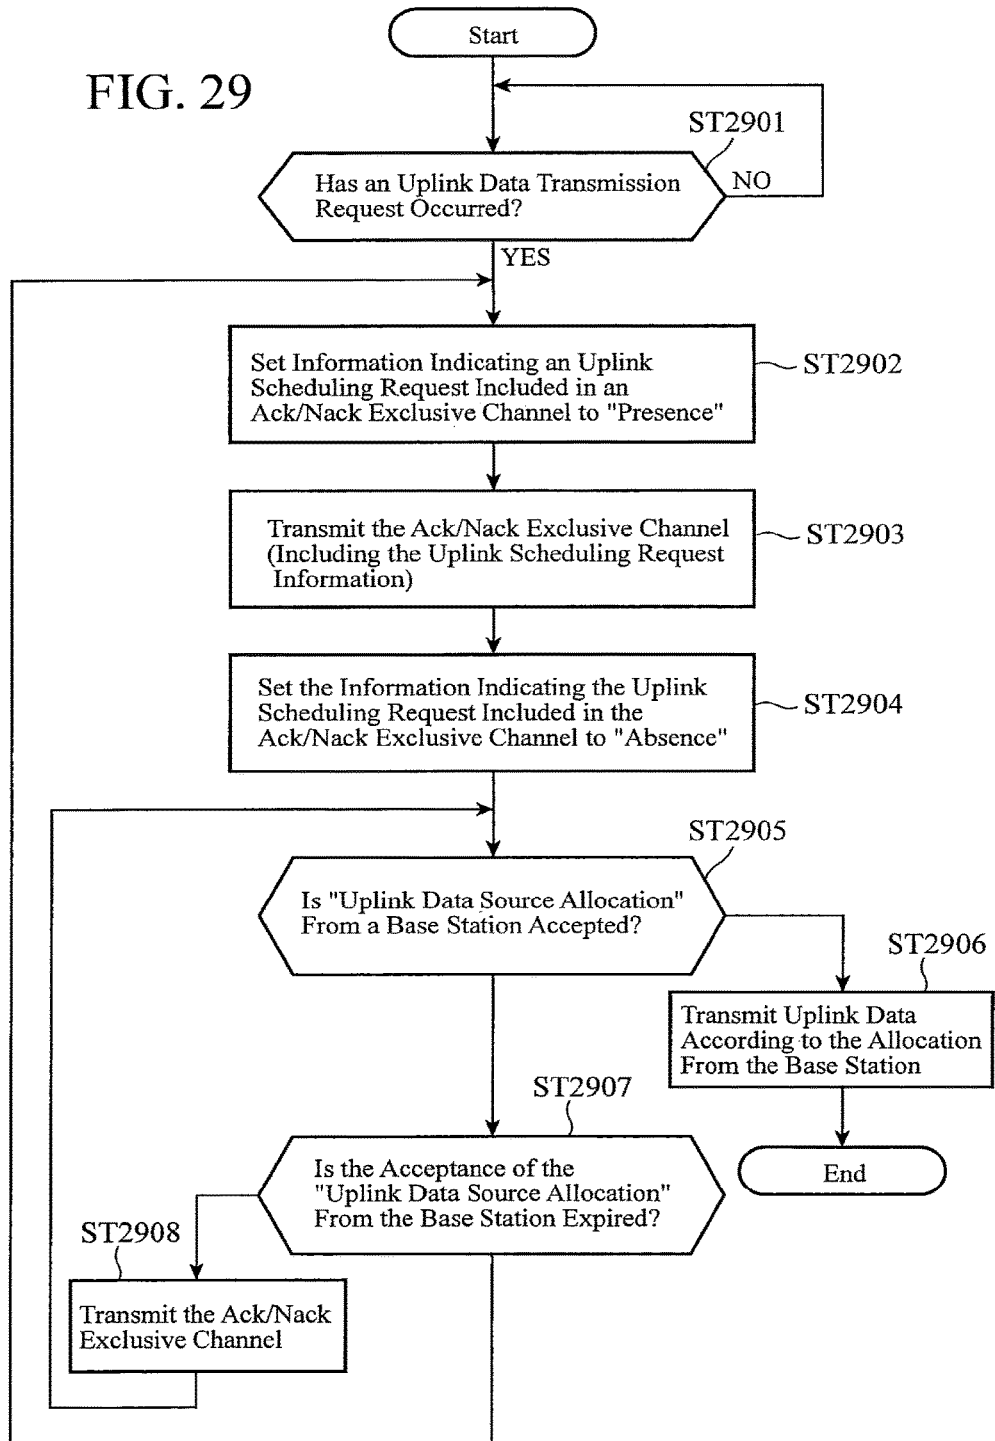 Start
FIG. 29
ST2901
Has an Uplink Data Transmission
Request Occurred?
NO
YES
Set Information Indicating an Uplink
Scheduling Request Included in an
Ack/Nack Exclusive Channel to "Presence"
ST2902
Transmit the Ack/Nack Exclusive Channel
(Including the Uplink Scheduling Request
Information)
ST2903
Set the Information Indicating the Uplink
Scheduling Request Included in the
Ack/Nack Exclusive Channel to "Absence"
ST2904
ST2905
Is "Uplink Data Source Allocation"
From a Base Station Accepted?
ST2906
Transmit Uplink Data
According to the Allocation
From the Base Station
End
ST2907
Is the Acceptance of the
"Uplink Data Source Allocation"
From the Base Station Expired?
ST2908
Transmit the Ack/Nack
Exclusive Channel